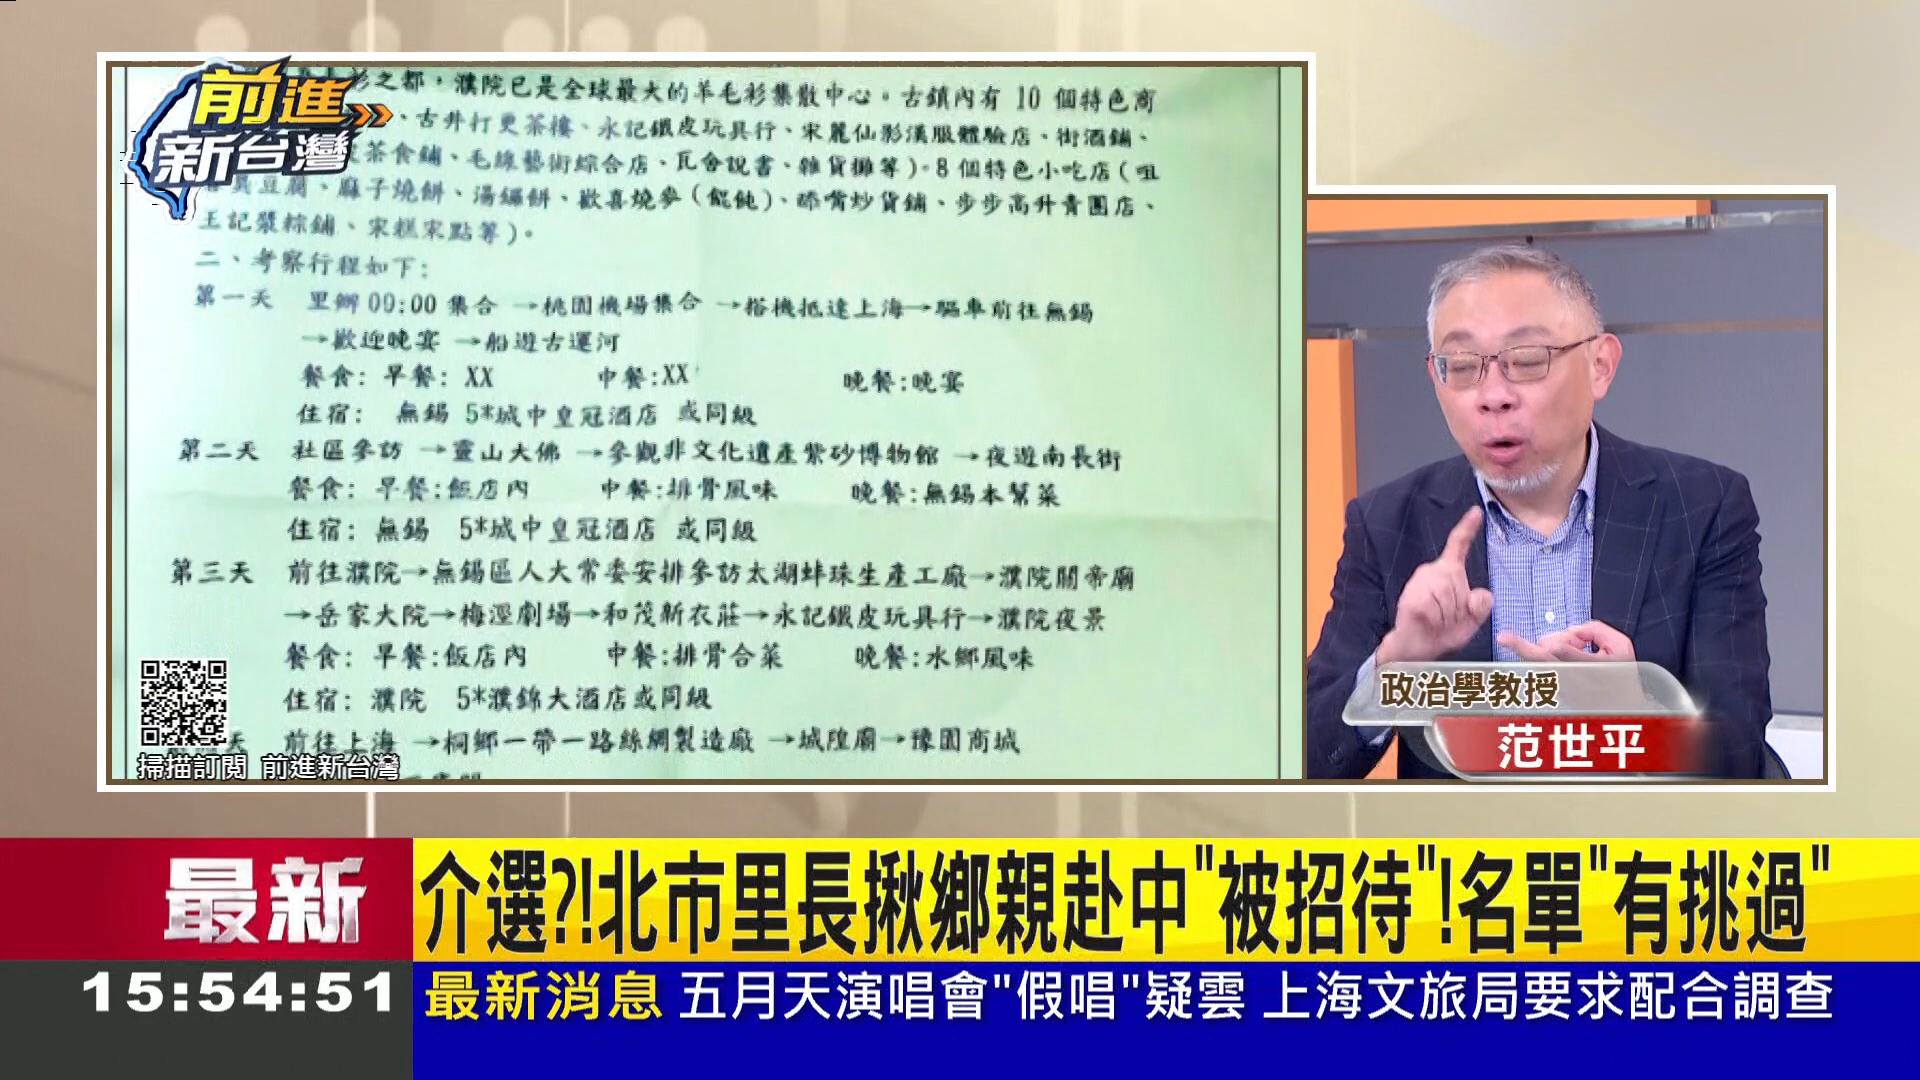 前進
新台灣
衫之都，濮院已是全球最大的羊毛衫集散中心。古鎮內有 10 個特色商
、古井打更茶樓、永記鐵皮玩具行、宋麗仙影漢服體驗店、街酒鋪、
茶食鋪、毛線藝術綜合店、瓦舍說書、雜貨攤等)。8 個特色小吃店(咀
臭豆腐、麻子燒餅、湯鑼餅、歡喜燒麥(餛飩)、舔嘴炒貨鋪、步步高升青團店、
王記漿粽鋪、宋糕宋點等)。
二、考察行程如下:
第一天 里辦 00:00 集合 →桃園機場集合 →搭機抵達上海→驅車前往無錫
→歡迎晚宴 →船遊古運河
餐食: 早餐: XX 中餐:XX 晚餐:晚宴
住宿: 無錫 5*城中皇冠酒店 或同級
第二天 社區參訪 →靈山大佛 →參觀非文化遺產紫砂博物館 →夜遊南長街
餐食: 早餐:飯店內 中餐:排骨風味 晚餐:無錫本幫菜
住宿: 無錫 5*城中皇冠酒店 或同級
第三天 前往濮院→無錫區人大常委安排參訪太湖蚌珠生產工廠→濮院關帝廟
→岳家大院→梅涇劇場→和茂新衣莊→永記鐵皮玩具行→濮院夜景
餐食: 早餐:飯店內 中餐:排骨合菜 晚餐:水鄉風味
住宿: 濮院 5*濮錦大酒店或同級
天 前往上海 →桐鄉一帶一路絲綢製造廠 →城隍廟→豫園商城
掃描訂閱 前進新台灣
政治學教授
范世平
最新
介選?!北市里長揪鄉親赴中"被招待"!名單"有挑過"
15:54:51
最新消息 五月天演唱會"假唱"疑雲 上海文旅局要求配合調查